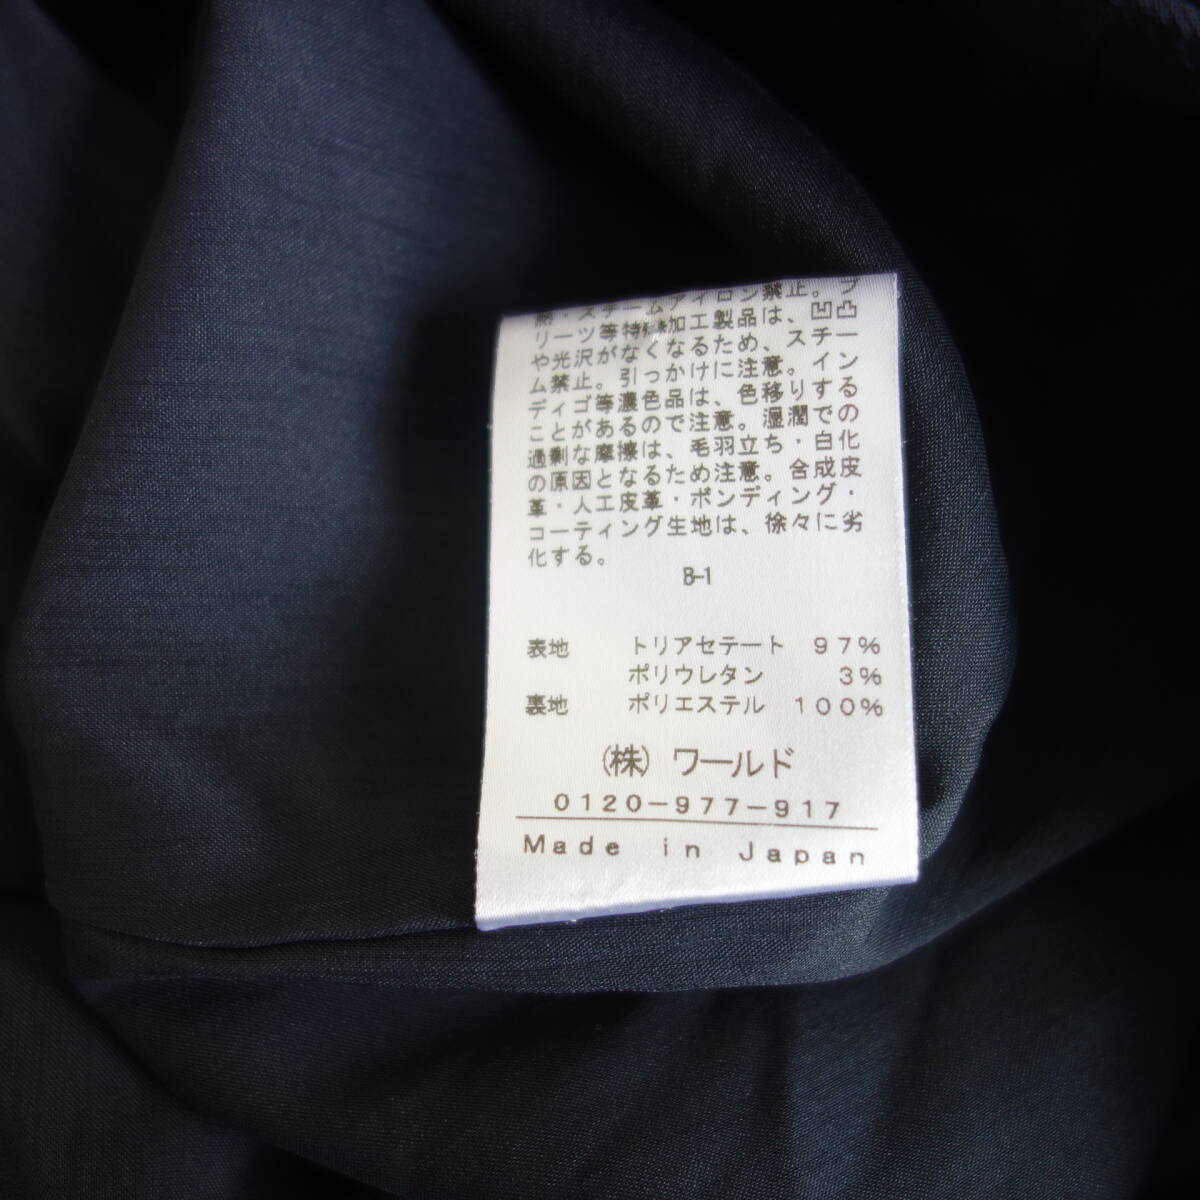 ・スチームアイロン禁止。プ
リーツ等特殊加工製品は、凹凸
や光沢がなくなるため、スチー
ム禁止。引っかけに注意。イン
ディゴ等濃色品は、色移りする
ことがあるので注意。湿潤での
過剰な摩擦は、毛羽立ち・白化
の原因となるため注意。合成皮
革・人工皮革・ボンディング・
コーティング生地は、徐々に劣
化する。
B-1
表地 トリアセテート 97%
ポリウレタン 3%
裏地 ポリエステル 100%
(株) ワールド
0120-977-917
Made in Japan